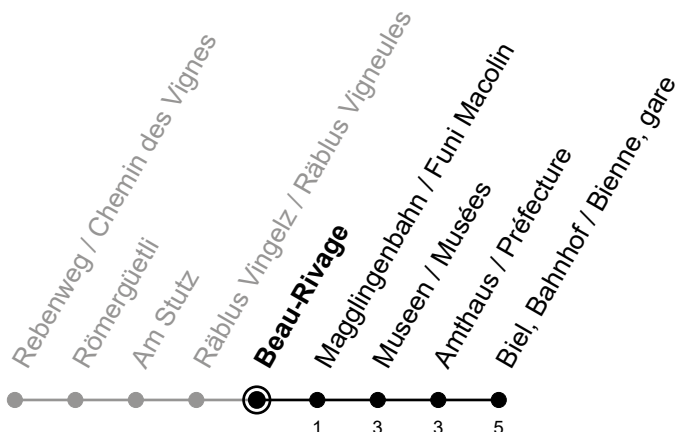 Rebenweg / Chemin des Vignes
Römergüetli
Am Stutz
Räblus Vingelz / Räblus Vigneules
Beau-Rivage
Magglingenbahn / Funi Macolin
Museen / Musées
Amthaus / Préfecture
Biel, Bahnhof / Bienne, gare
1 3 3 5